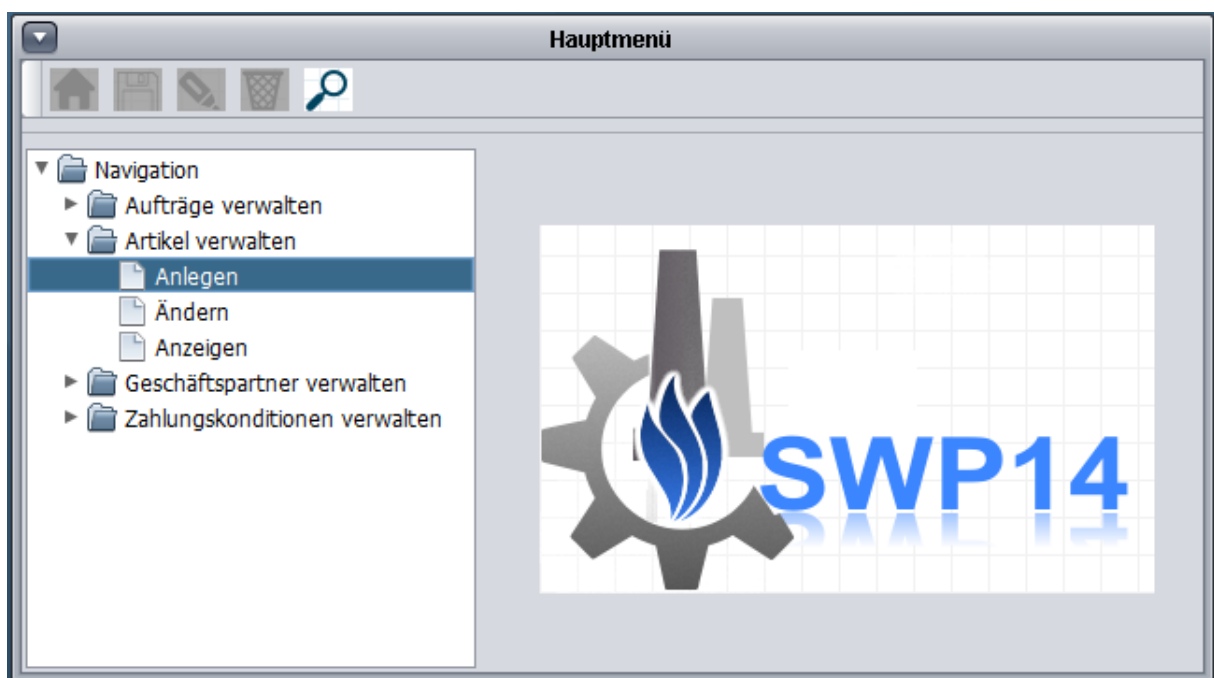 Hauptmenü
Navigation
Aufträge verwalten
Artikel verwalten
Anlegen
Ändern
Anzeigen
Geschäftspartner verwalten
Zahlungskonditionen verwalten
SWP14